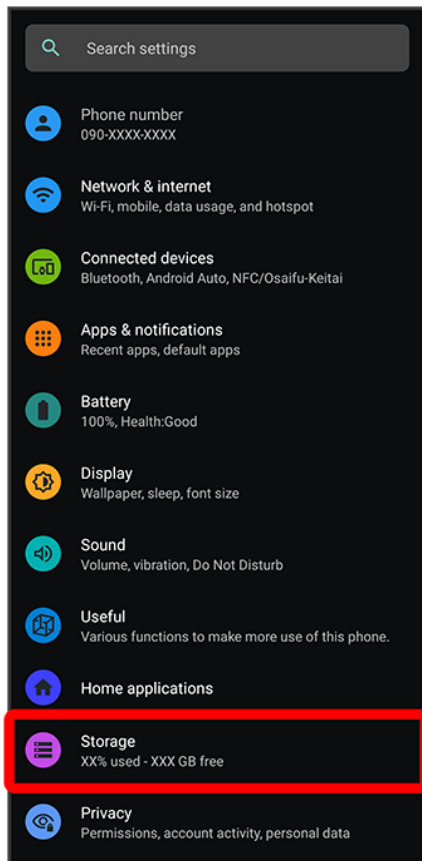 Search settings
Phone number
090-XXXX-XXXX
Network & internet
Wi-Fi, mobile, data usage, and hotspot
Connected devices
Bluetooth, Android Auto, NFC/Osaifu-Keitai
Apps & notifications
Recent apps, default apps
Battery
100%, Health:Good
Display
Wallpaper, sleep, font size
Sound
Volume, vibration, Do Not Disturb
Useful
Various functions to make more use of this phone.
Home applications
Storage
XX% used - XXX GB free
Privacy
Permissions, account activity, personal data